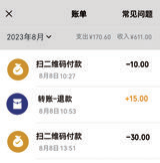 账单 常见问题
2023年8月 支出¥170.60 收入¥611.00
扫二维码付款 -10.00
8月8日 10:27
转账-退款 +15.00
8月8日 10:53
扫二维码付款 -30.00
8月8日 13:51